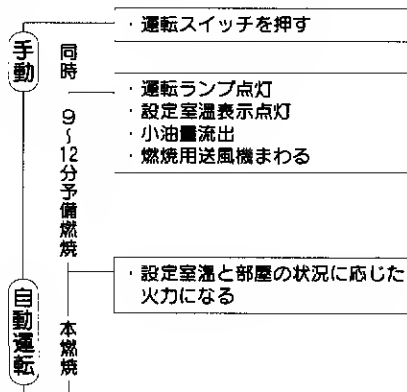 手動
・運転スイッチを押す
同時
・運転ランプ点灯
・設定室温表示点灯
・小油量流出
・燃焼用送風機まわる
9〜12分予備燃焼
自動運転
・設定室温と部屋の状況に応じた
火力になる
本燃焼